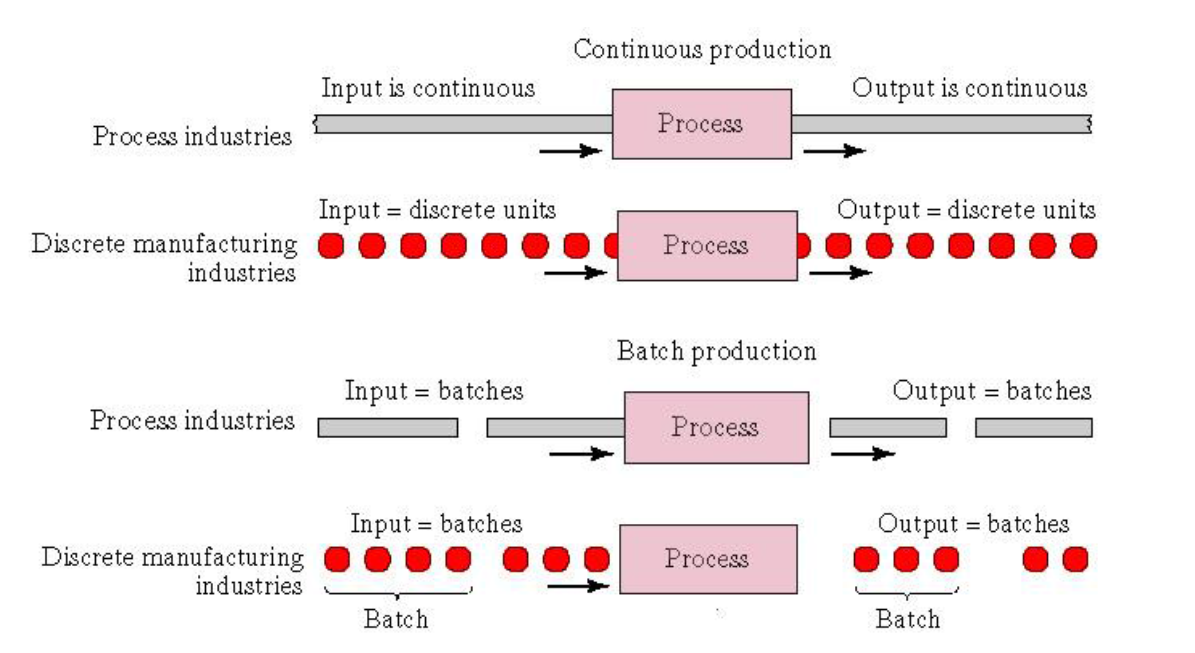 Continuous production
Input is continuous
Output is continuous
Process industries
Process
Input = discrete units
Output = discrete units
Discrete manufacturing
industries
Process
Batch production
Input = batches
Output = batches
Process industries
Process
Input = batches
Output = batches
Discrete manufacturing
industries
Process
Batch
Batch